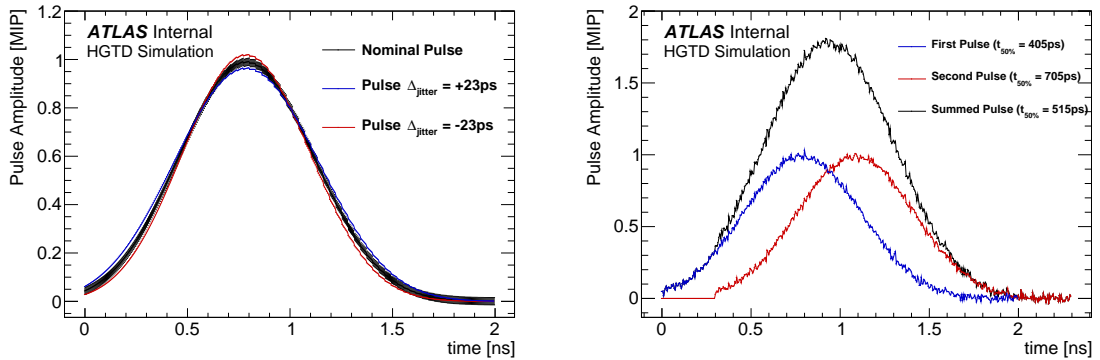 Pulse Amplitude [MIP]
1.2
1
0.8
0.6
0.4
0.2
0
ATLAS Internal
HGTD Simulation
Nominal Pulse
Pulse Δjitter = +23ps
Pulse Δjitter = -23ps
0 0.5 1 1.5 2
time [ns]
Pulse Amplitude [MIP]
2
1.5
1
0.5
0
ATLAS Internal
HGTD Simulation
First Pulse (t50% = 405ps)
Second Pulse (t50% = 705ps)
Summed Pulse (t50% = 515ps)
0 0.5 1 1.5 2
time [ns]